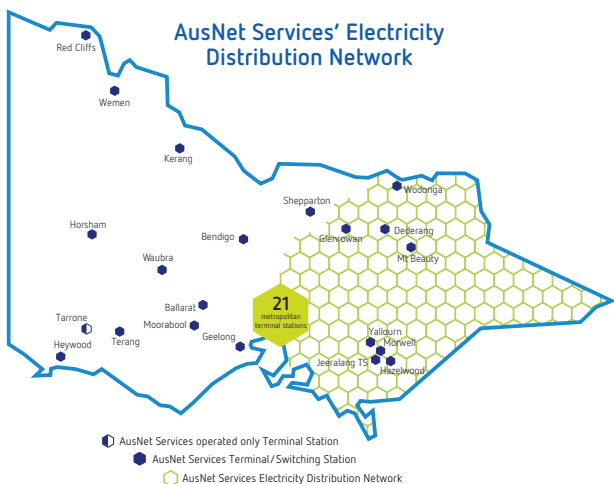 AusNet Services' Electricity
Distribution Network
Red Cliffs
Wemen
Kerang
Wodonga
Shepparton
Glenrowan
Dederang
Mt Beauty
Horsham
Bendigo
Waubra
21
metropolitan
terminal stations
Ballarat
Moorabool
Tarrone
Terang
Heywood
Geelong
Yallourn
Morwell
Jeeralang TS
Hazelwood
AusNet Services operated only Terminal Station
AusNet Services Terminal/Switching Station
AusNet Services Electricity Distribution Network